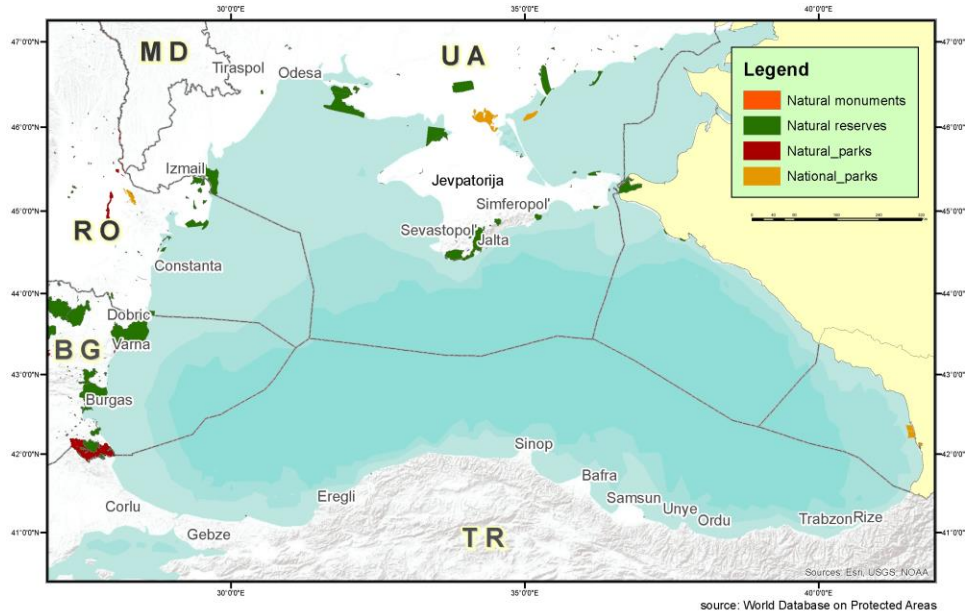 30°0'0"E 35°0'0"E 40°0'0"E
47°0'0"N 47°0'0"N
MD
UA
Tiraspol
Odesa
Legend
Natural monuments
Natural reserves
Natural_parks
National_parks
46°0'0"N 46°0'0"N
Izmail
Jevpatorija
Simferopol'
45°0'0"N 45°0'0"N
RO
Sevastopol'
Jalta
Constanta
44°0'0"N 44°0'0"N
Dobric
Varna
BG
43°0'0"N 43°0'0"N
Burgas
42°0'0"N 42°0'0"N
Sinop
Bafra
Eregli
Samsun
Corlu
Unye
Ordu
Trabzon
Rize
41°0'0"N 41°0'0"N
Gebze
TR
Sources: Esri, USGS, NOAA
30°0'0"E 35°0'0"E 40°0'0"E
source: World Database on Protected Areas